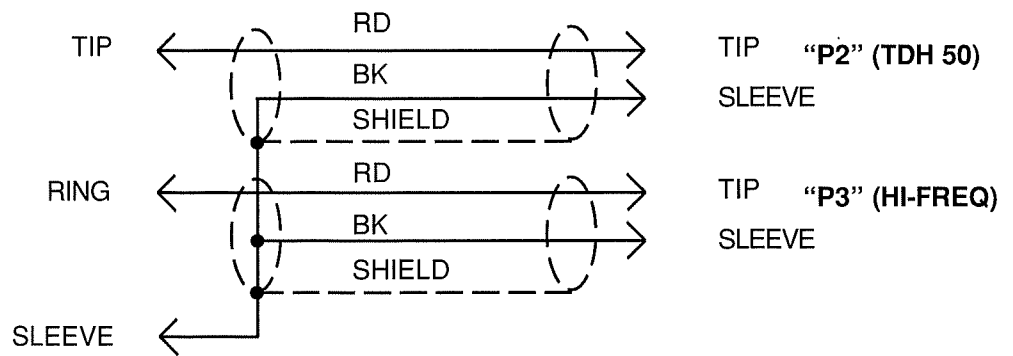 RD
TIP TIP "P2" (TDH 50)
BK
SLEEVE
SHIELD
RD
RING TIP "P3" (HI-FREQ)
BK
SLEEVE
SHIELD
SLEEVE